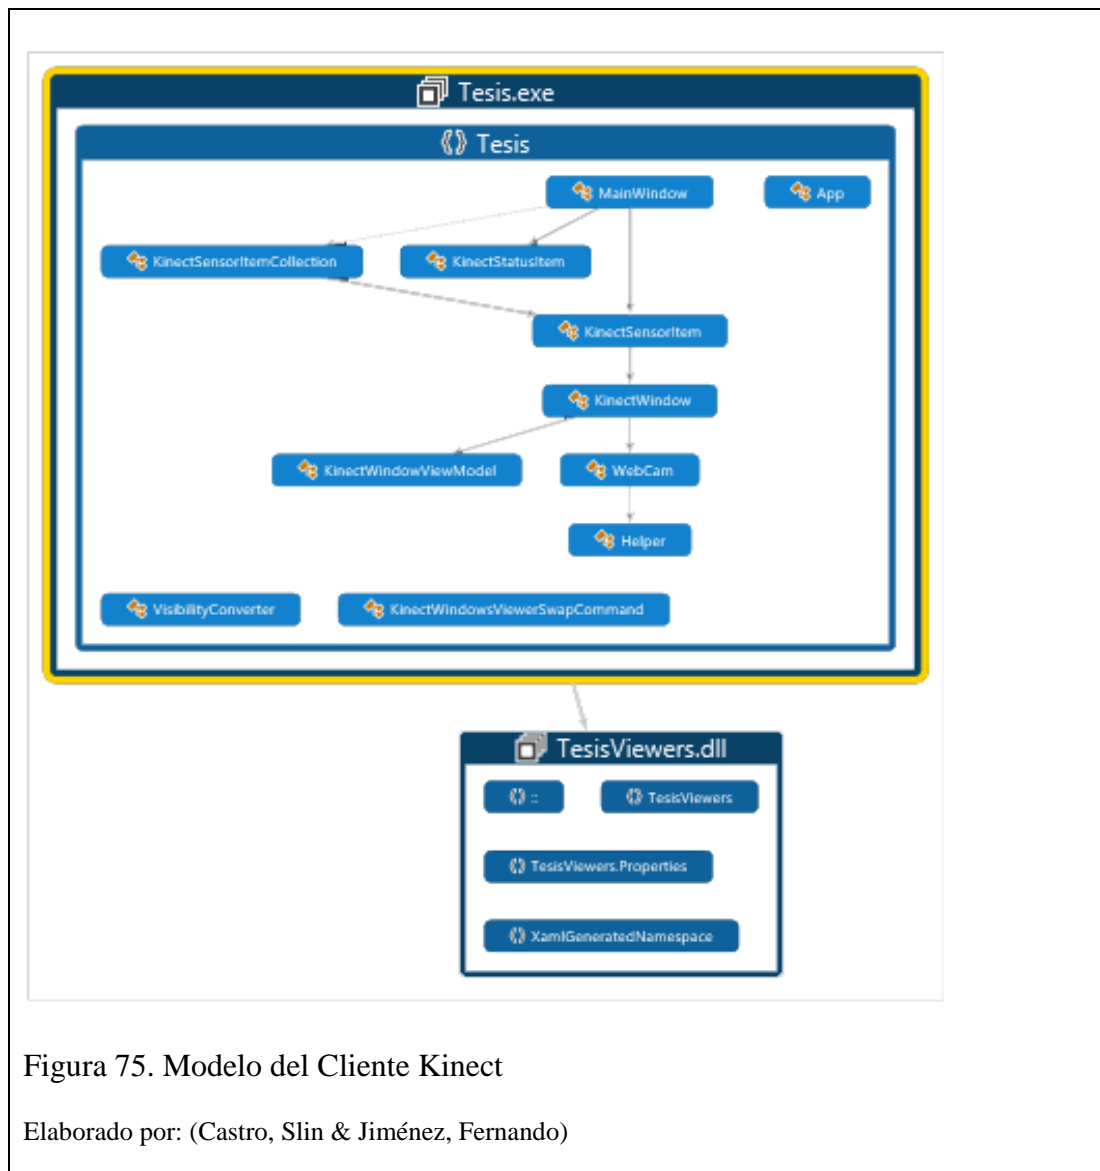 Tesis.exe
Tesis
MainWindow
App
KinectSensorItemCollection
KinectStatusItem
KinectSensorItem
KinectWindow
KinectWindowViewModel
WebCam
Helper
VisibilityConverter
KinectWindowsViewerSwapCommand
TesisViewers.dll
::
TesisViewers
TesisViewers.Properties
XamlGeneratedNamespace
Figura 75. Modelo del Cliente Kinect
Elaborado por: (Castro, Slin & Jiménez, Fernando)